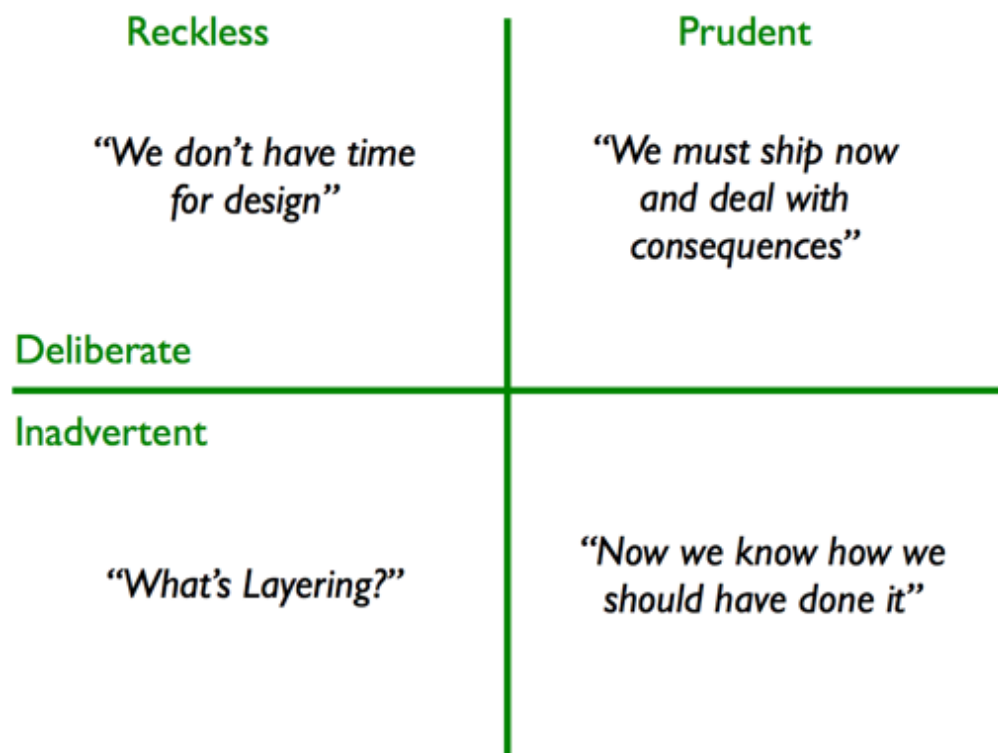 Reckless
Prudent
“We don’t have time
for design”
“We must ship now
and deal with
consequences”
Deliberate
Inadvertent
“What’s Layering?”
“Now we know how we
should have done it”